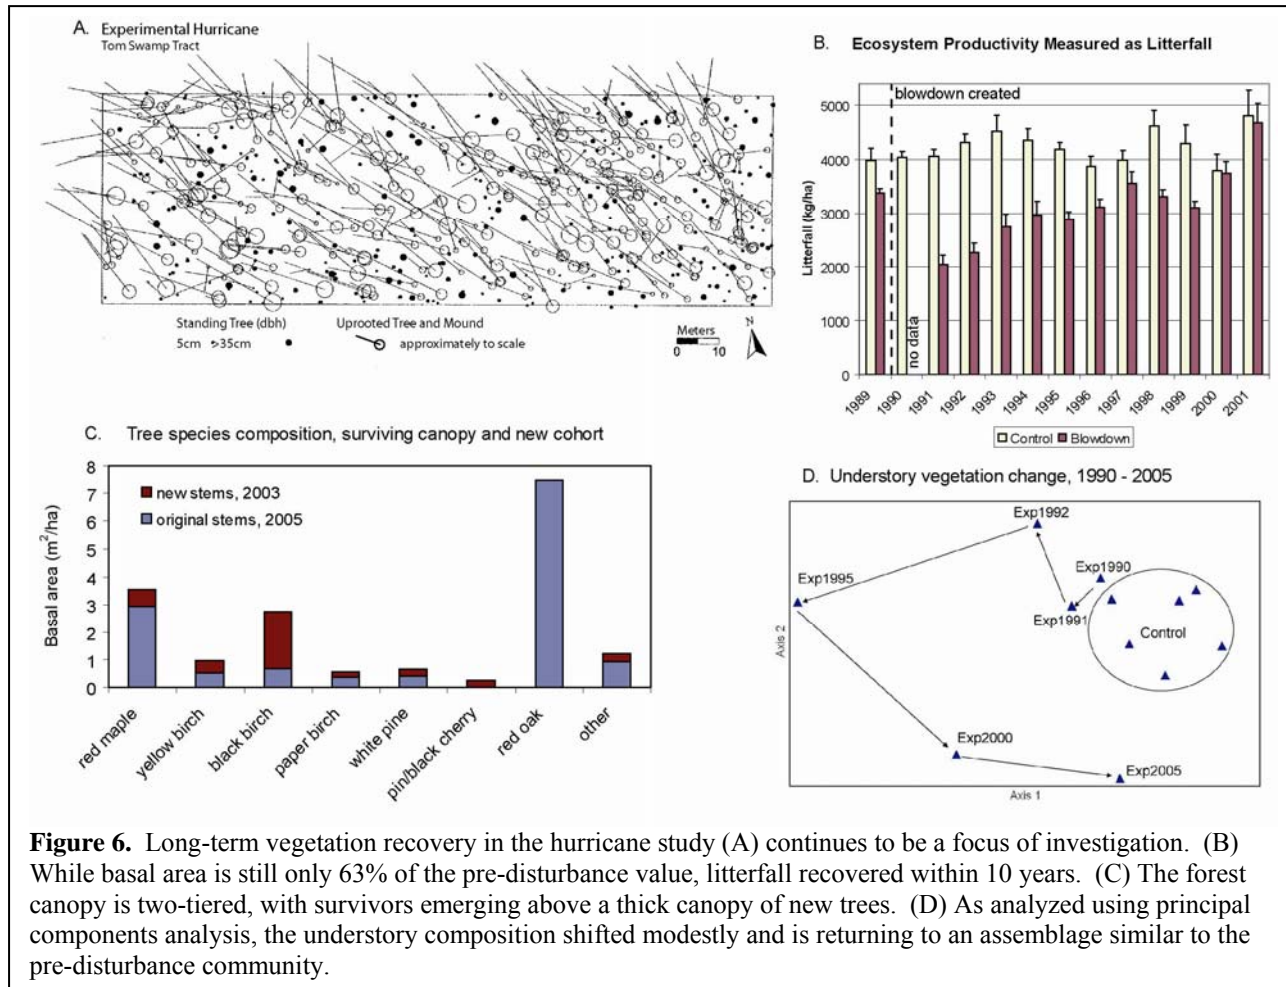 A. Experimental Hurricane
Tom Swamp Tract
Standing Tree (dbh)
5cm >35cm
Uprooted Tree and Mound
approximately to scale
Meters
0 10
N
B. Ecosystem Productivity Measured as Litterfall
blowdown created
Litterfall (kg/ha)
5000
4000
3000
2000
1000
0
no data
1989
1990
1991
1992
1993
1994
1995
1996
1997
1998
1999
2000
2001
Control
Blowdown
C. Tree species composition, surviving canopy and new cohort
Basal area (m²/ha)
8
7
6
5
4
3
2
1
0
new stems, 2003
original stems, 2005
red maple
yellow birch
black birch
paper birch
white pine
pin/black cherry
red oak
other
D. Understory vegetation change, 1990 - 2005
Exp1992
Exp1990
Exp1995
Exp1991
Control
Axis 2
Exp2000
Exp2005
Axis 1
Figure 6. Long-term vegetation recovery in the hurricane study (A) continues to be a focus of investigation. (B)
While basal area is still only 63% of the pre-disturbance value, litterfall recovered within 10 years. (C) The forest
canopy is two-tiered, with survivors emerging above a thick canopy of new trees. (D) As analyzed using principal
components analysis, the understory composition shifted modestly and is returning to an assemblage similar to the
pre-disturbance community.